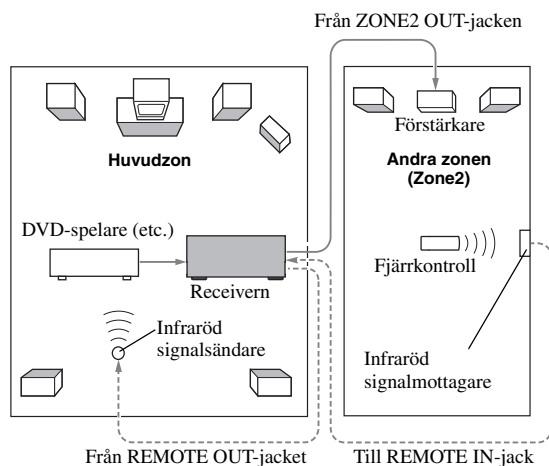 Från ZONE2 OUT-jacken
Huvudzon
DVD-spelare (etc.)
Receivern
Infraröd
signalsändare
Från REMOTE OUT-jacket
Förstärkare
Andra zonen
(Zone2)
Fjärrkontroll
Infraröd
signalmottagare
Till REMOTE IN-jack